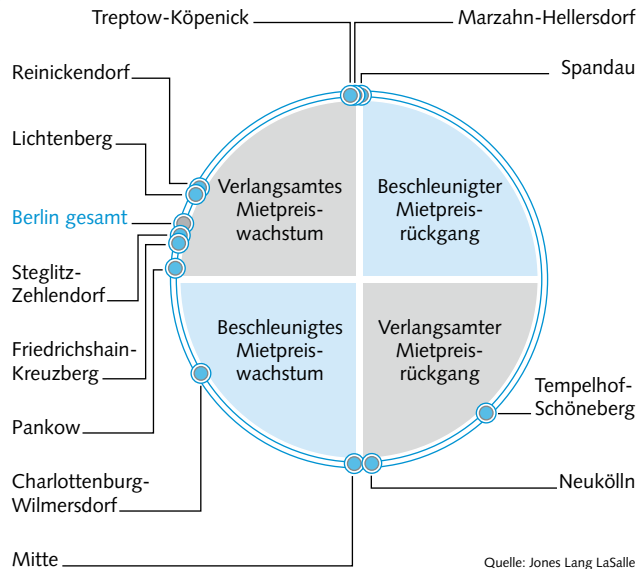 Treptow-Köpenick
Marzahn-Hellersdorf
Reinickendorf
Spandau
Lichtenberg
Berlin gesamt
Steglitz-
Zehlendorf
Friedrichshain-
Kreuzberg
Pankow
Charlottenburg-
Wilmersdorf
Mitte
Verlangsamtes
Mietpreis-
wachstum
Beschleunigter
Mietpreis-
rückgang
Beschleunigtes
Mietpreis-
wachstum
Verlangsamter
Mietpreis-
rückgang
Tempelhof-
Schöneberg
Neukölln
Quelle: Jones Lang LaSalle